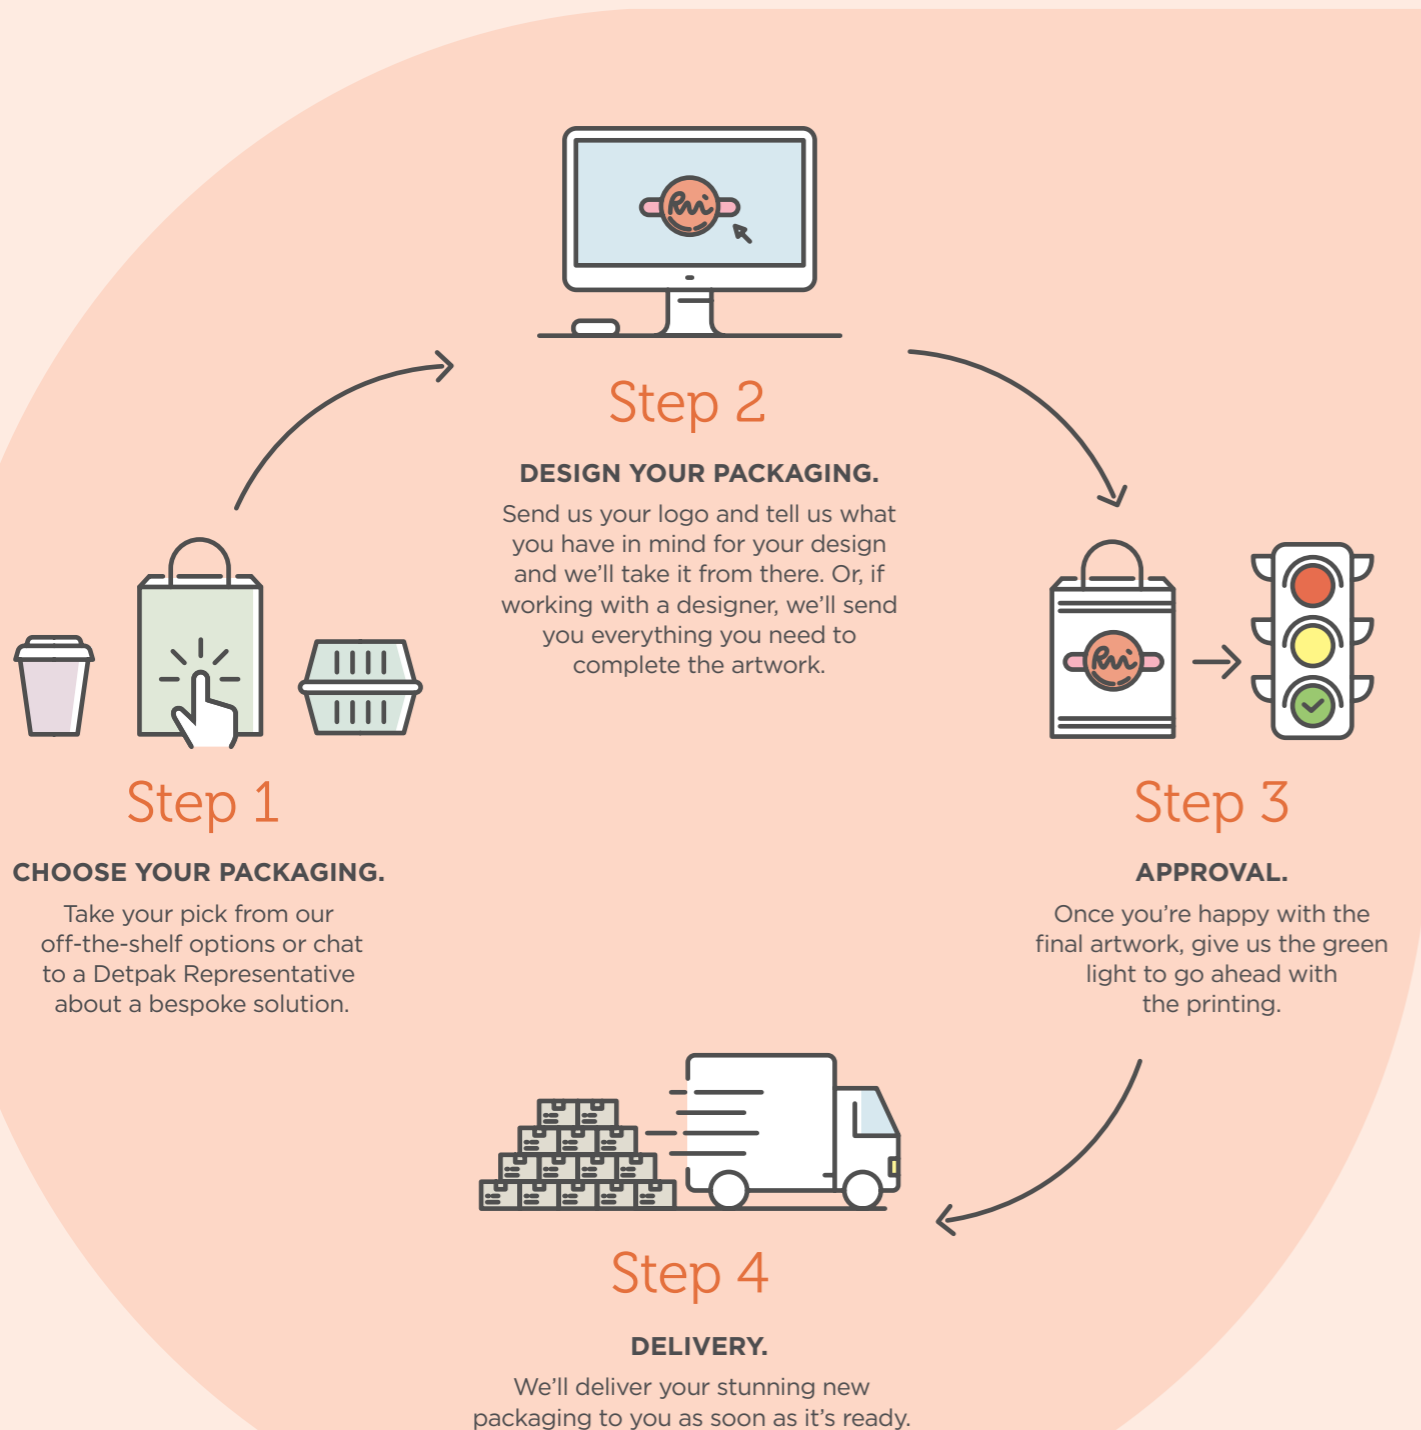 Step 1
CHOOSE YOUR PACKAGING.
Take your pick from our
off-the-shelf options or chat
to a Detpak Representative
about a bespoke solution.
Rvi
Step 2
DESIGN YOUR PACKAGING.
Send us your logo and tell us what
you have in mind for your design
and we'll take it from there. Or, if
working with a designer, we'll send
you everything you need to
complete the artwork.
Rvi
Step 3
APPROVAL.
Once you're happy with the
final artwork, give us the green
light to go ahead with
the printing.
Step 4
DELIVERY.
We'll deliver your stunning new
packaging to you as soon as it's ready.